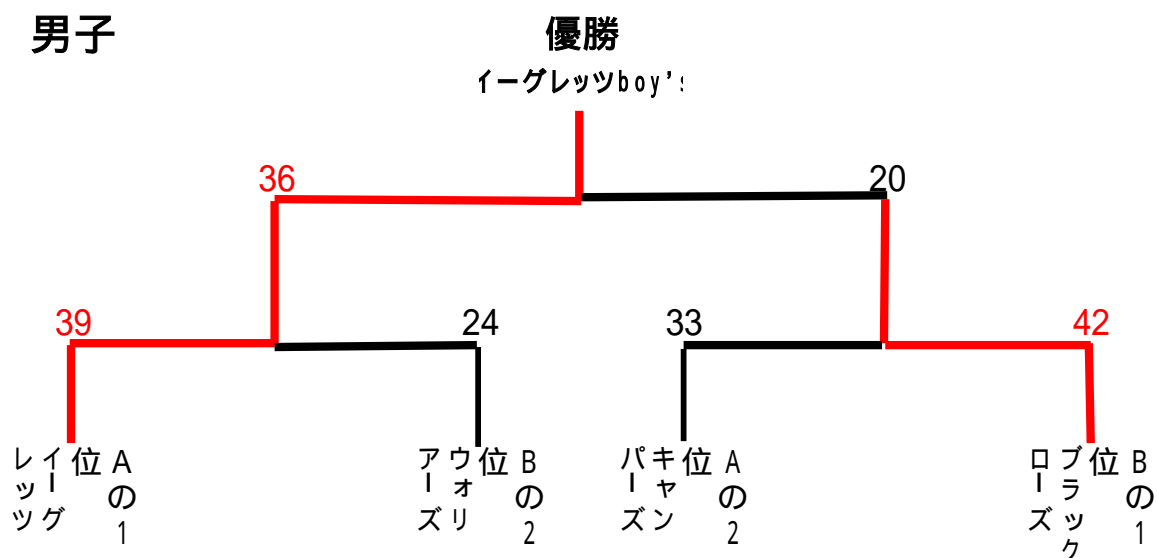 男子
優勝
イーグレッツboy's
36
20
39
24
33
42
Aの1位
イーグレッツ
Bの2位
ウォリアーズ
Aの2位
キャンパーズ
Bの1位
ブラックローズ